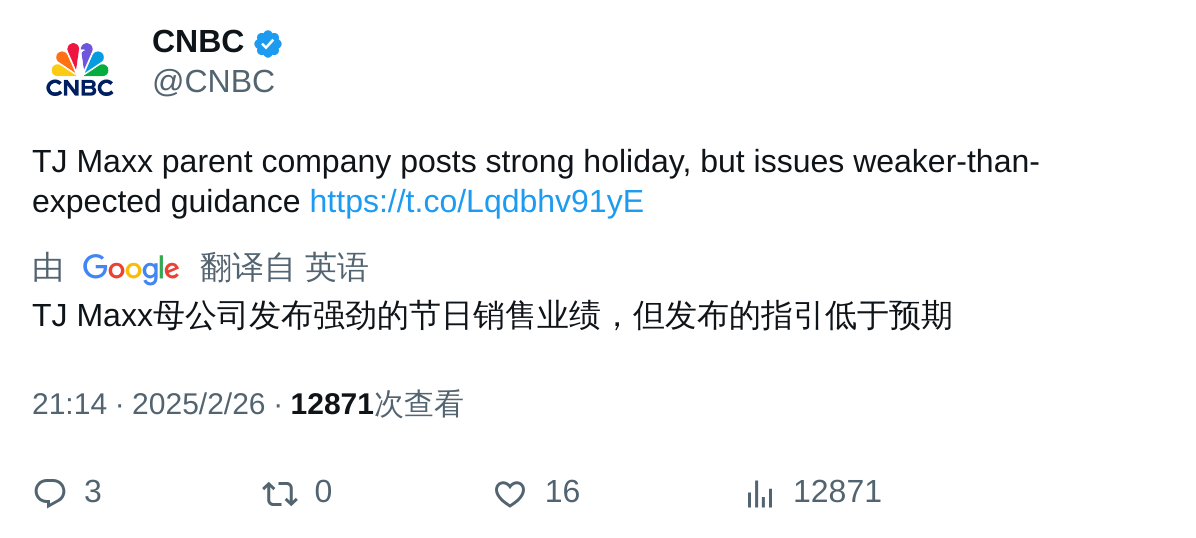 CNBC
CNBC
@CNBC
TJ Maxx parent company posts strong holiday, but issues weaker-than-
expected guidance https://t.co/Lqdbhv91yE
由 Google 翻译自 英语
TJ Maxx母公司发布强劲的节日销售业绩，但发布的指引低于预期
21:14 · 2025/2/26 · 12871次查看
3 0 16 12871